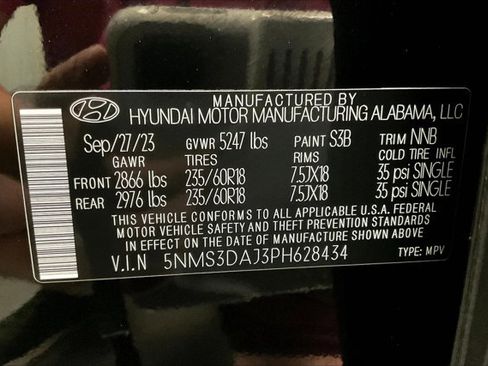 MANUFACTURED BY
HYUNDAI MOTOR MANUFACTURING ALABAMA, LLC
Sep/27/23 GVWR 5247 lbs PAINT S3B TRIM NNB
GAWR TIRES RIMS COLD TIRE INFL
FRONT 2866 lbs 235/60R18 7.5JX18 35 psi SINGLE
REAR 2976 lbs 235/60R18 7.5JX18 35 psi SINGLE
THIS VEHICLE CONFORMS TO ALL APPLICABLE U.S.A. FEDERAL
MOTOR VEHICLE SAFETY AND THEFT PREVENTION STANDARDS
IN EFFECT ON THE DATE OF MANUFACTURE SHOWN ABOVE.
V.I.N 5NMS3DAJ3PH628434 TYPE: MPV